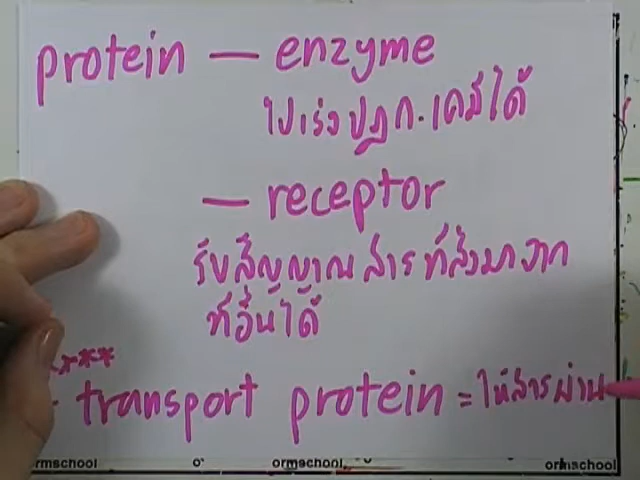 protein — enzyme
ไปเร่งปฏก.เคมีได้
— receptor
รับสัญญาณสารที่ส่งมาจาก
ที่อื่นได้
***
- transport protein = ให้สารผ่าน
ormschool ormschool ormschool